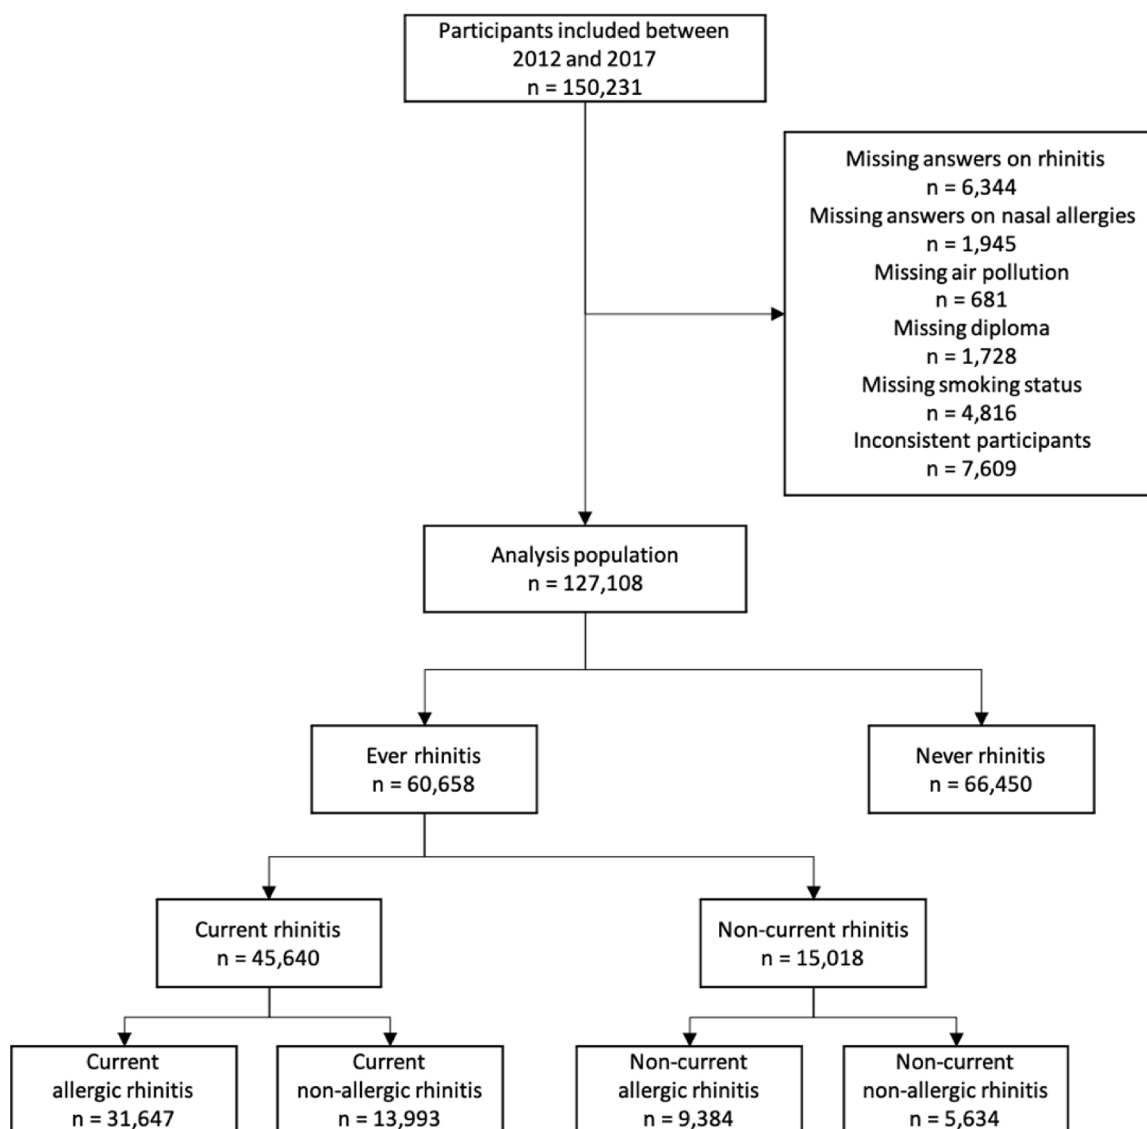 Participants included between
2012 and 2017
n = 150,231
Missing answers on rhinitis
n = 6,344
Missing answers on nasal allergies
n = 1,945
Missing air pollution
n = 681
Missing diploma
n = 1,728
Missing smoking status
n = 4,816
Inconsistent participants
n = 7,609
Analysis population
n = 127,108
Ever rhinitis
n = 60,658
Never rhinitis
n = 66,450
Current rhinitis
n = 45,640
Non-current rhinitis
n = 15,018
Current
allergic rhinitis
n = 31,647
Current
non-allergic rhinitis
n = 13,993
Non-current
allergic rhinitis
n = 9,384
Non-current
non-allergic rhinitis
n = 5,634